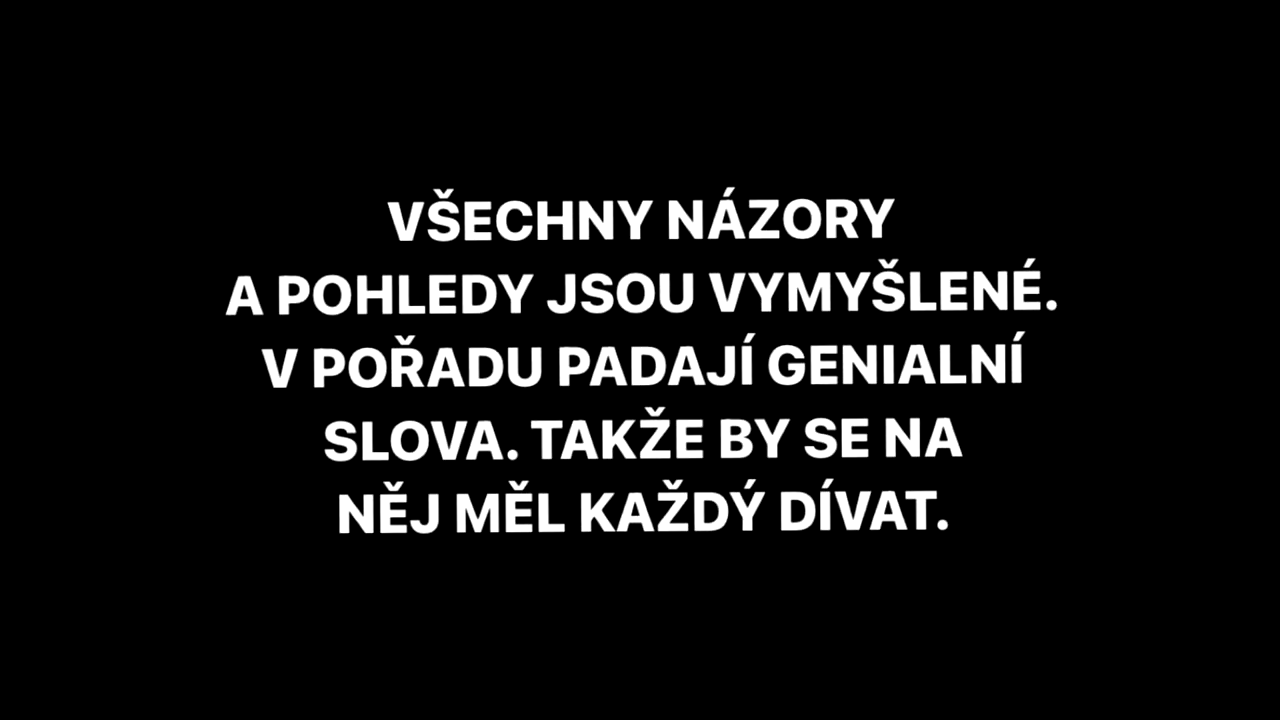 VŠECHNY NÁZORY
A POHLEDY JSOU VYMYŠLENÉ.
V POŘADU PADAJÍ GENIALNÍ
SLOVA. TAKŽE BY SE NA
NĚJ MĚL KAŽDÝ DÍVAT.